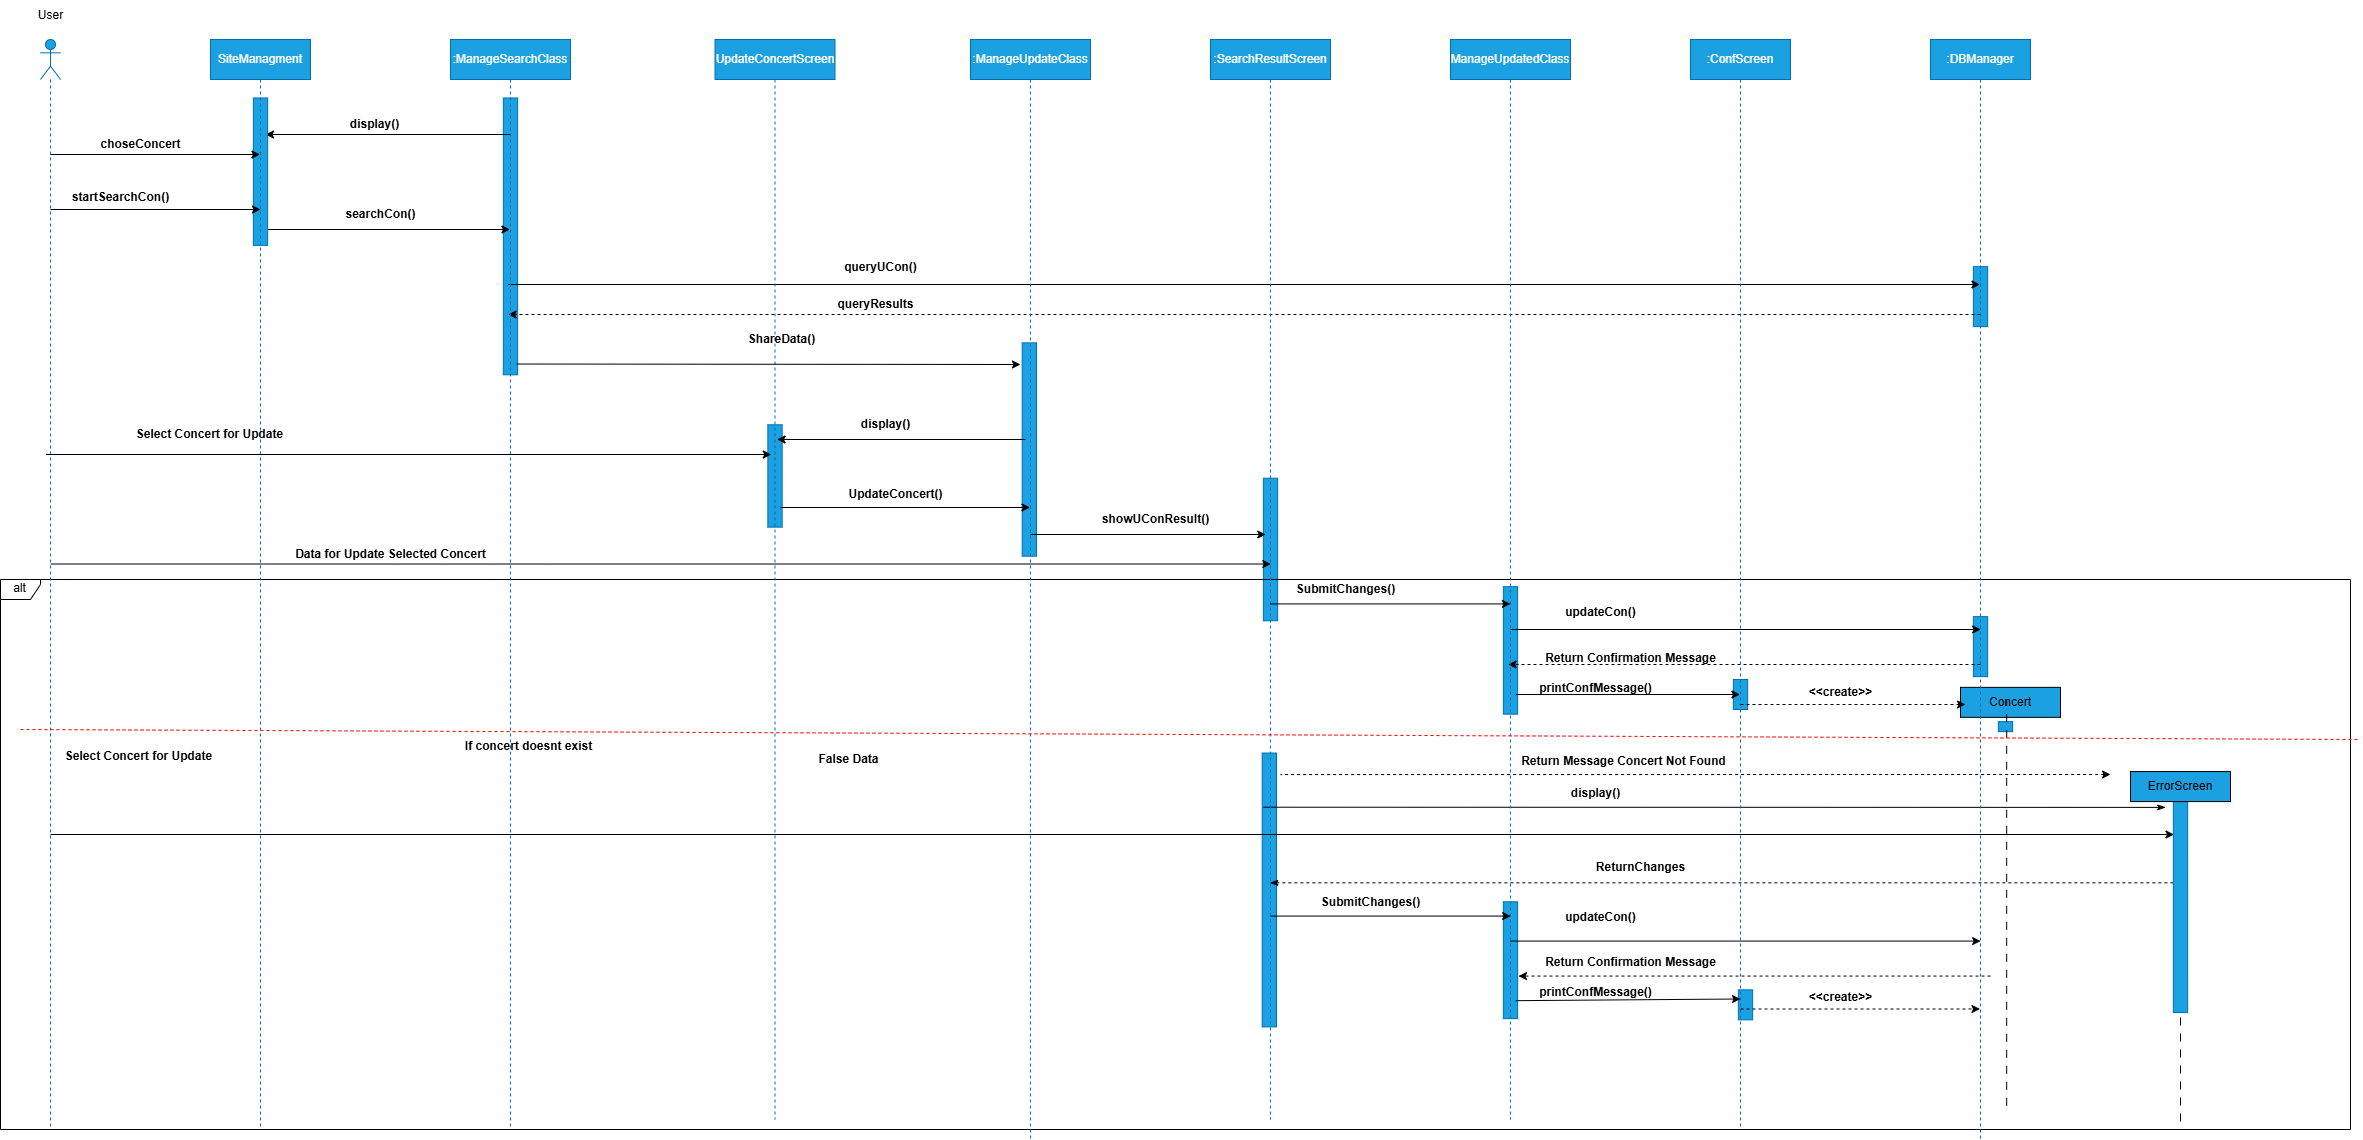 User
SiteManagment
:ManageSearchClass
UpdateConcertScreen
:ManageUpdateClass
:SearchResultScreen
ManageUpdatedClass
:ConfScreen
:DBManager
display()
choseConcert
startSearchCon()
searchCon()
queryUCon()
queryResults
ShareData()
display()
Select Concert for Update
UpdateConcert()
showUConResult()
Data for Update Selected Concert
alt
SubmitChanges()
updateCon()
Return Confirmation Message
printConfMessage()
<<create>>
Concert
If concert doesnt exist
Select Concert for Update
False Data
Return Message Concert Not Found
ErrorScreen
display()
ReturnChanges
SubmitChanges()
updateCon()
Return Confirmation Message
printConfMessage()
<<create>>